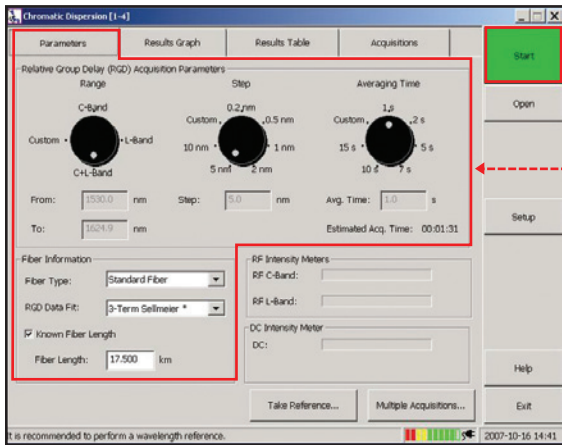 Chromatic Dispersion [1-4]
Parameters
Results Graph
Results Table
Acquisitions
Start
Relative Group Delay (RGD) Acquisition Parameters
Range
Step
Averaging Time
C-Band
L-Band
C+L-Band
Custom
0.2 nm
0.5 nm
1 nm
2 nm
5 nm
10 nm
Custom
1 s
2 s
5 s
7 s
10 s
15 s
Custom
From: 1530.0 nm
Step: 5.0 nm
Avg. Time: 1.0 s
To: 1624.9 nm
Estimated Acq. Time: 00:01:31
Open
Setup
Fiber Information
Fiber Type: Standard Fiber
RGD Data Fit: 3-Term Sellmeier *
Known Fiber Length
Fiber Length: 17.500 km
RF Intensity Meters
RF C-Band:
RF L-Band:
DC Intensity Meter
DC:
Help
Take Reference...
Multiple Acquisitions...
Exit
It is recommended to perform a wavelength reference.
2007-10-16 14:41